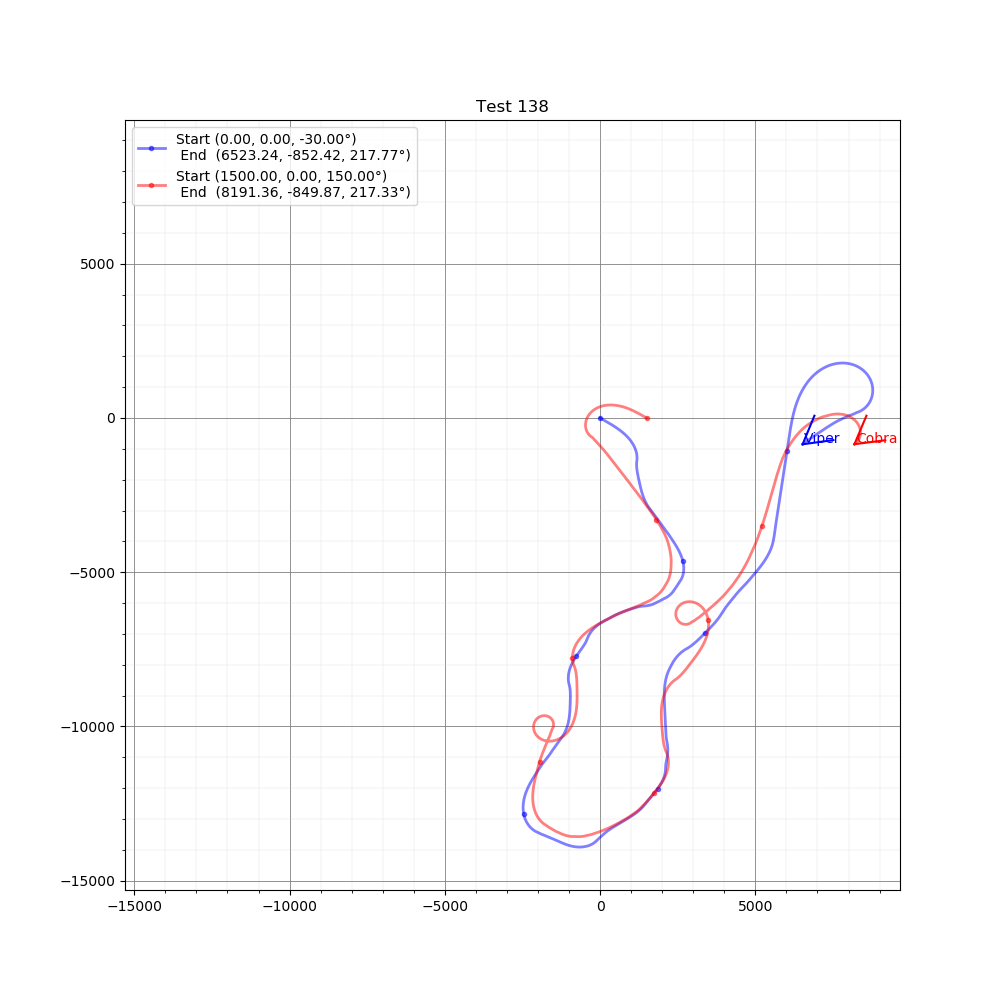 Test 138
Start (0.00, 0.00, -30.00°)
End  (6523.24, -852.42, 217.77°)
Start (1500.00, 0.00, 150.00°)
End  (8191.36, -849.87, 217.33°)
5000
0
−5000
−10000
−15000
Viper
Cobra
−15000
−10000
−5000
0
5000